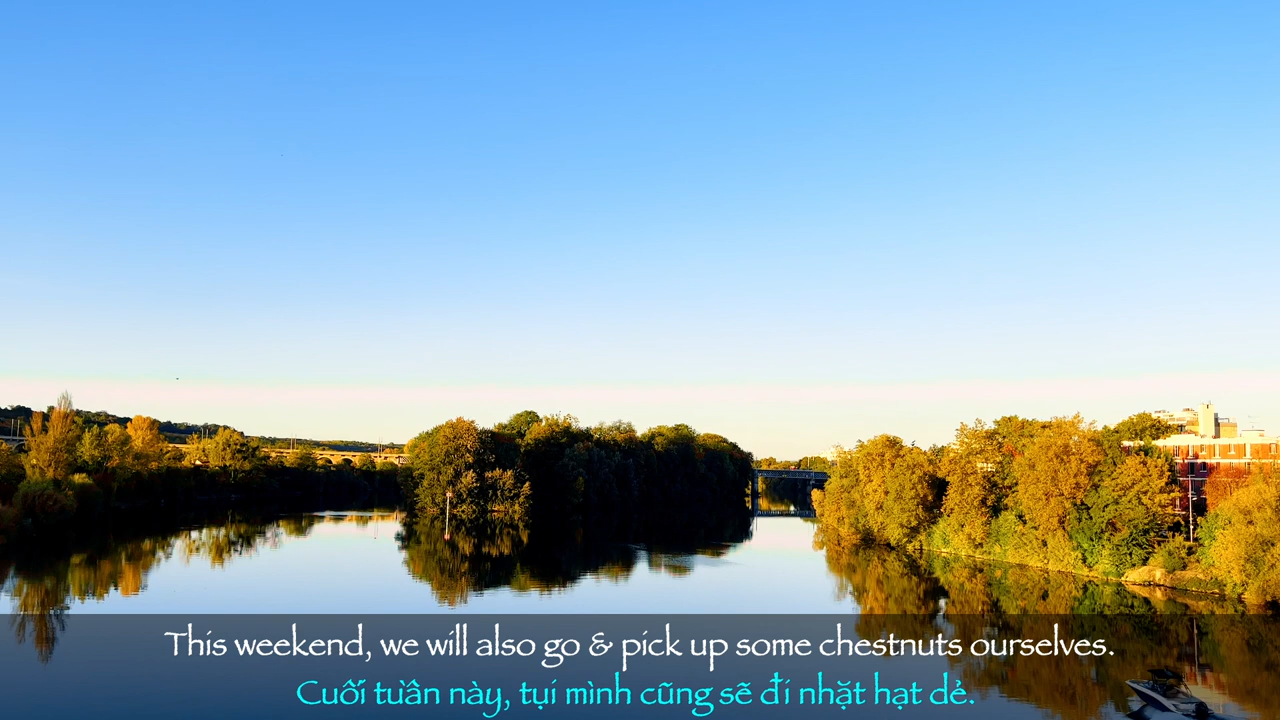 This weekend, we will also go & pick up some chestnuts ourselves.
Cuối tuần này, tụi mình cũng sẽ đi nhặt hạt dẻ.